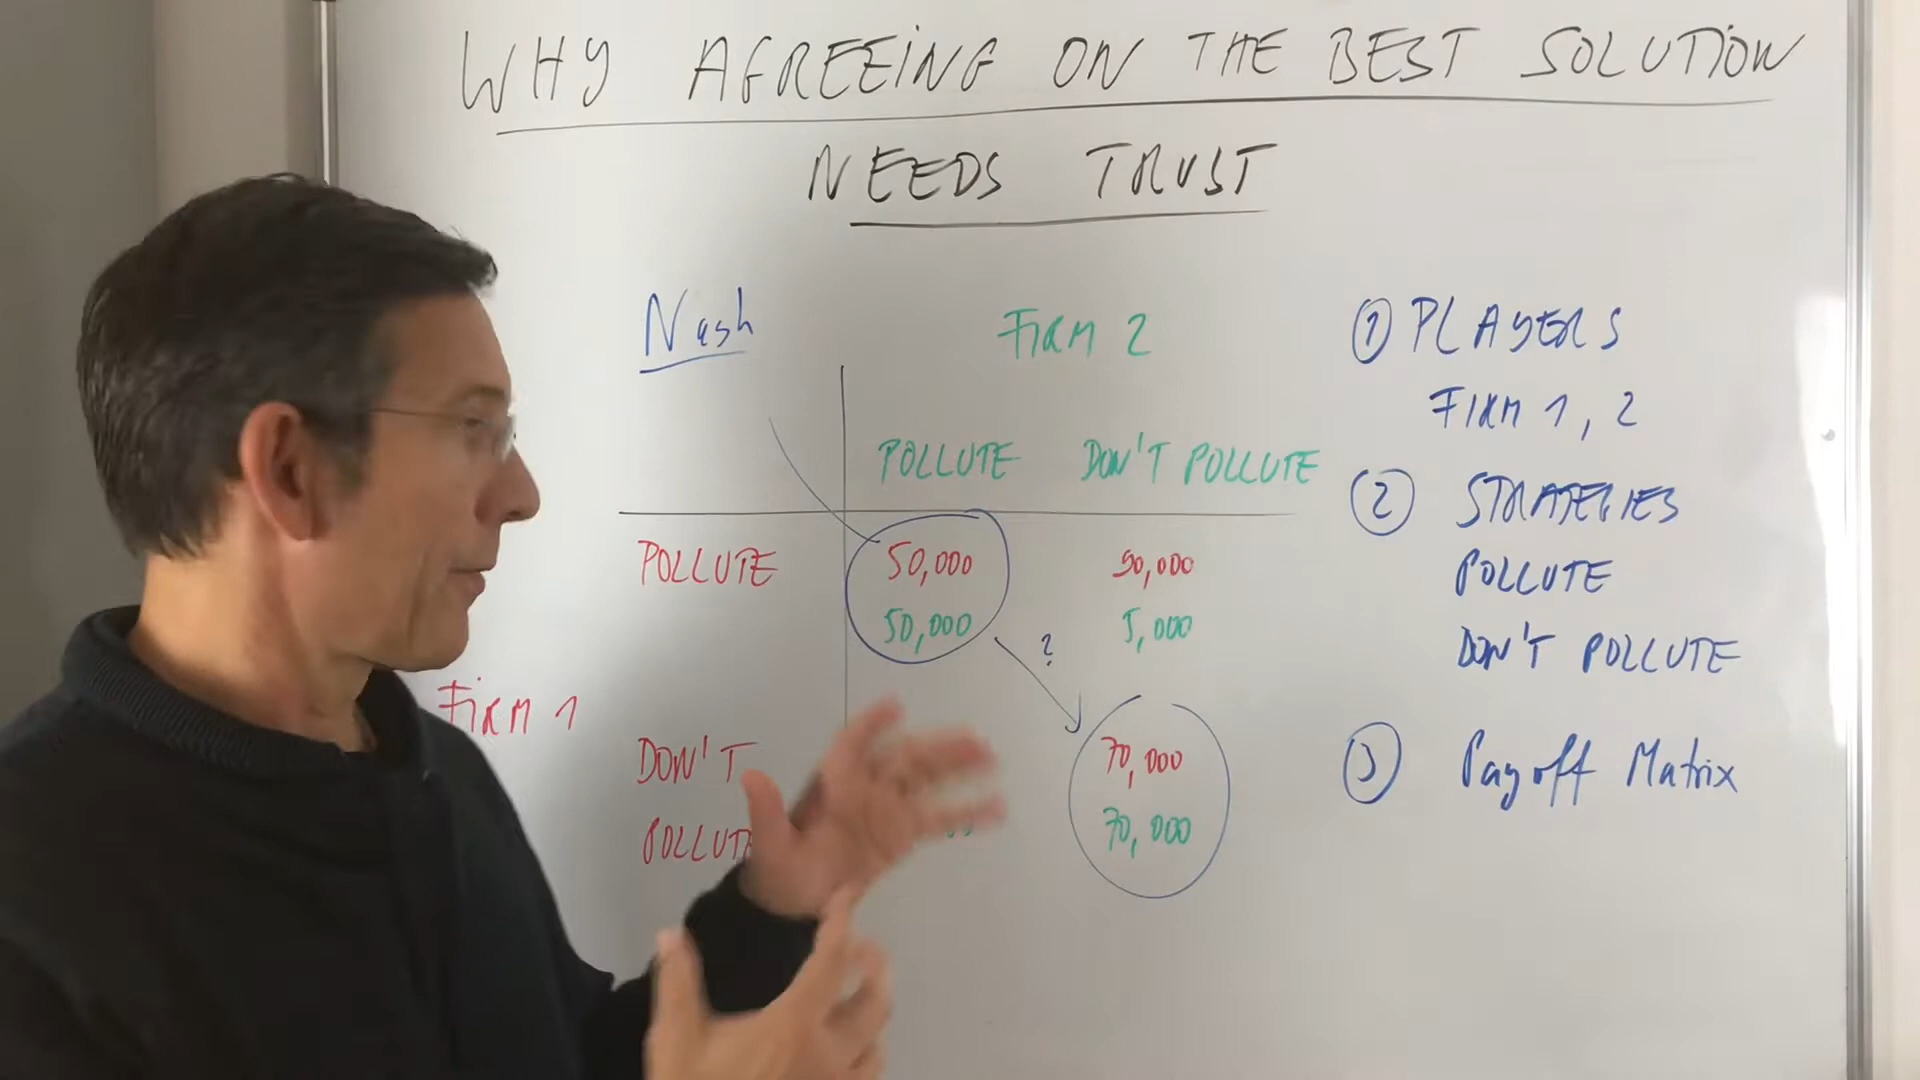 WHY AGREEING ON THE BEST SOLUTION
NEEDS TRUST
Nash
FIRM 2
POLLUTE DON'T POLLUTE
POLLUTE 50,000 90,000
50,000 5,000
?
FIRM 1
DON'T 70,000
POLLUTE 70,000
① PLAYERS
FIRM 1, 2
② STRATEGIES
POLLUTE
DON'T POLLUTE
③ Payoff Matrix